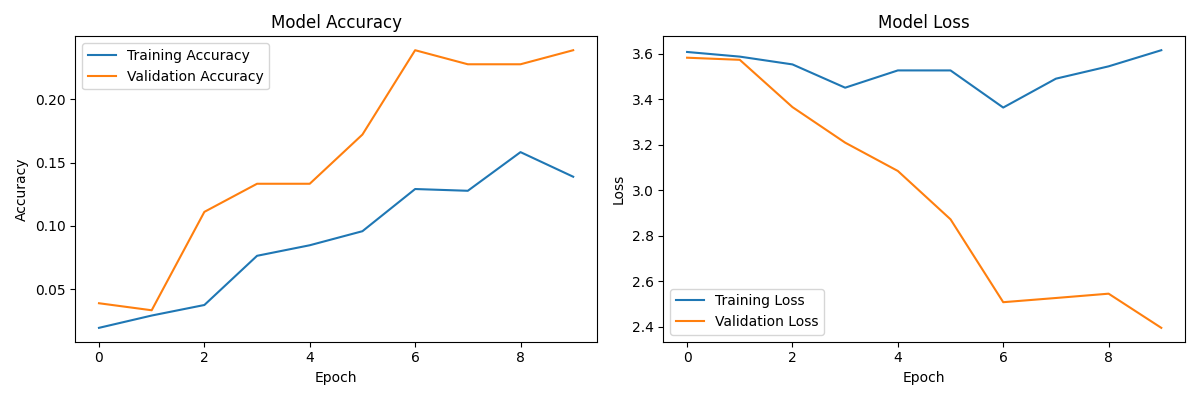 Model Accuracy
Training Accuracy
Validation Accuracy
0.20
0.15
0.10
0.05
Accuracy
0 2 4 6 8
Epoch
Model Loss
3.6
3.4
3.2
3.0
2.8
2.6
2.4
Loss
Training Loss
Validation Loss
0 2 4 6 8
Epoch